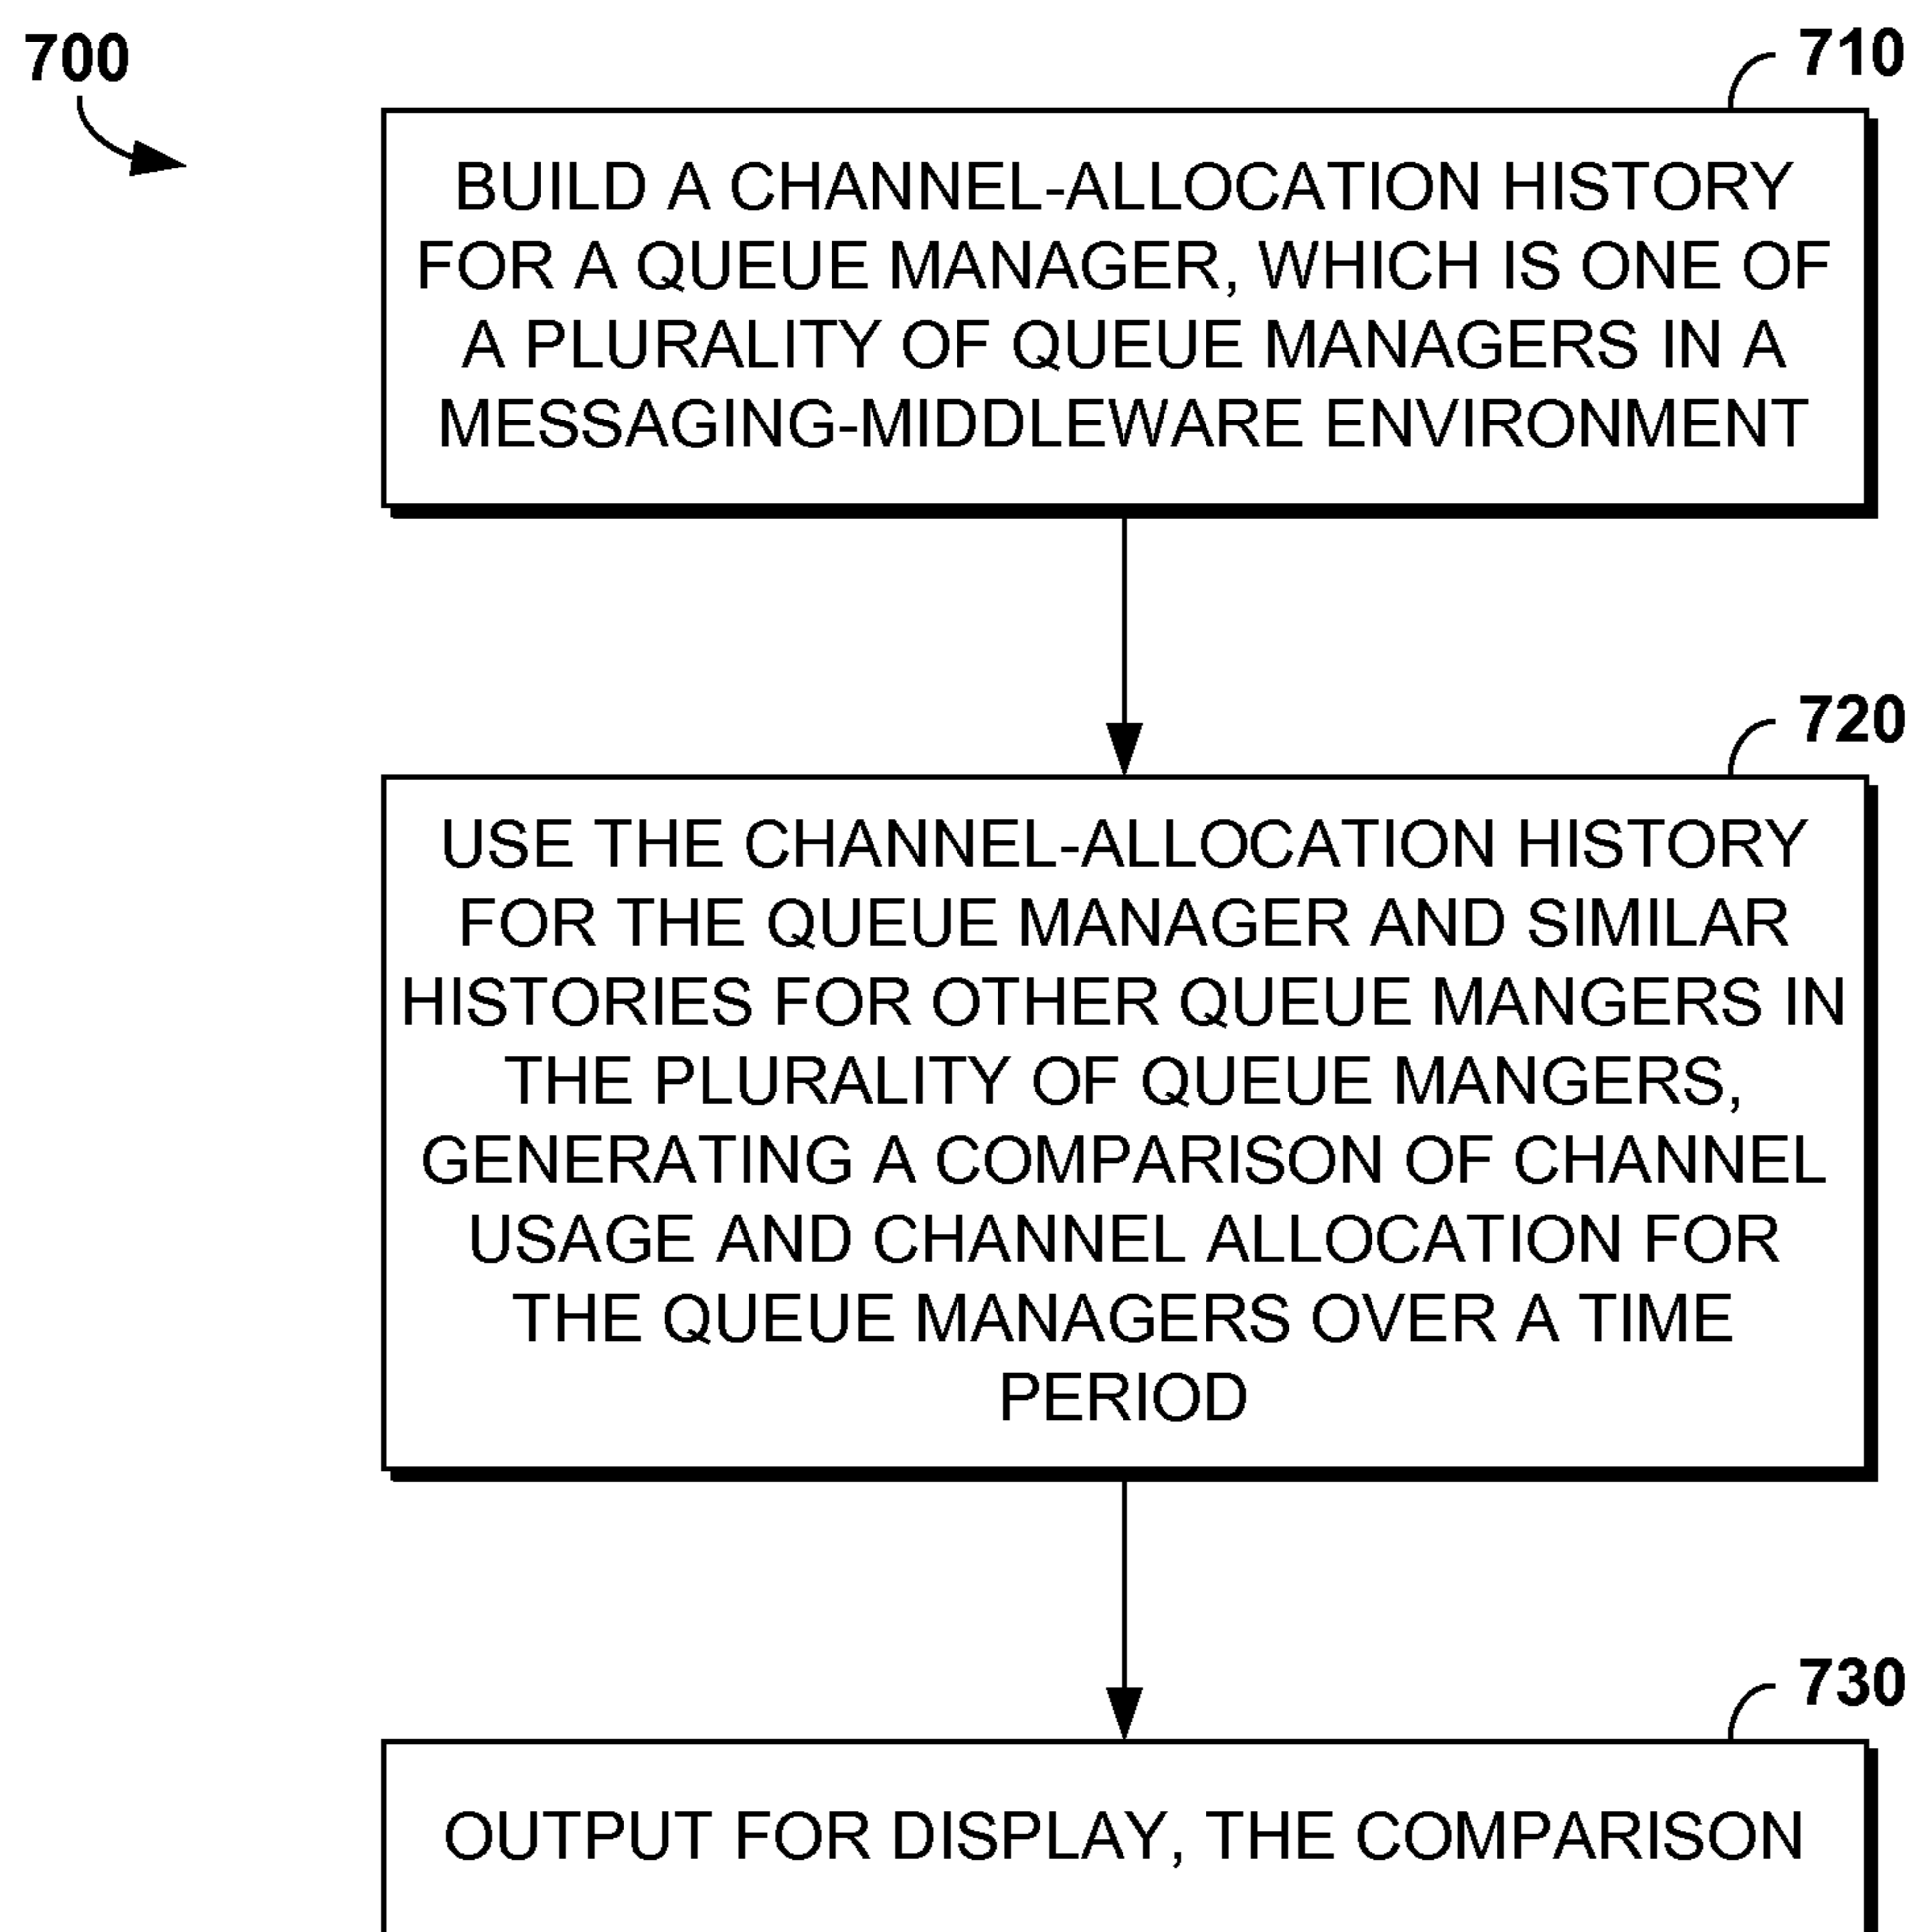 700
710
BUILD A CHANNEL-ALLOCATION HISTORY
FOR A QUEUE MANAGER, WHICH IS ONE OF
A PLURALITY OF QUEUE MANAGERS IN A
MESSAGING-MIDDLEWARE ENVIRONMENT
720
USE THE CHANNEL-ALLOCATION HISTORY
FOR THE QUEUE MANAGER AND SIMILAR
HISTORIES FOR OTHER QUEUE MANGERS IN
THE PLURALITY OF QUEUE MANGERS,
GENERATING A COMPARISON OF CHANNEL
USAGE AND CHANNEL ALLOCATION FOR
THE QUEUE MANAGERS OVER A TIME
PERIOD
730
OUTPUT FOR DISPLAY, THE COMPARISON